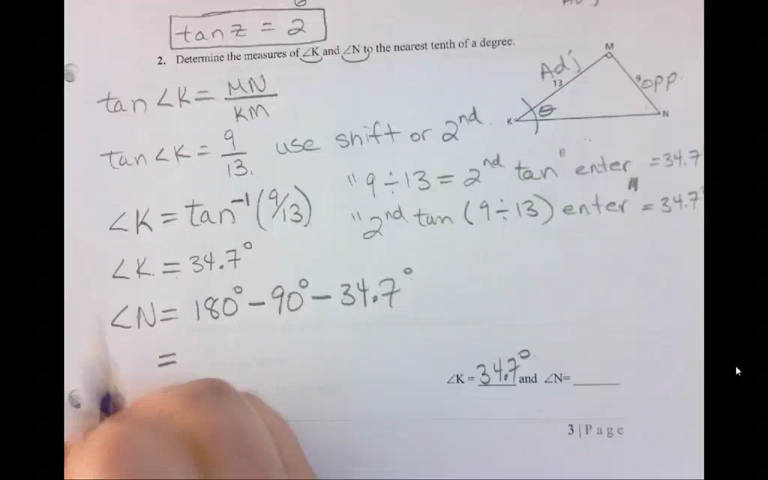 tan Z = 2
2. Determine the measures of ∠K and ∠N to the nearest tenth of a degree.
tan ∠K = MN/KM
tan ∠K = 9/13. use shift or 2nd
"9 ÷ 13 = 2nd tan" enter = 34.7°
∠K = tan⁻¹(9/13) "2nd tan (9 ÷ 13) enter" = 34.7°
∠K = 34.7°
∠N = 180° - 90° - 34.7°
=
M
Adj
13
9 opp
K
θ
N
∠K = 34.7° and ∠N= ______
3 | P a g e